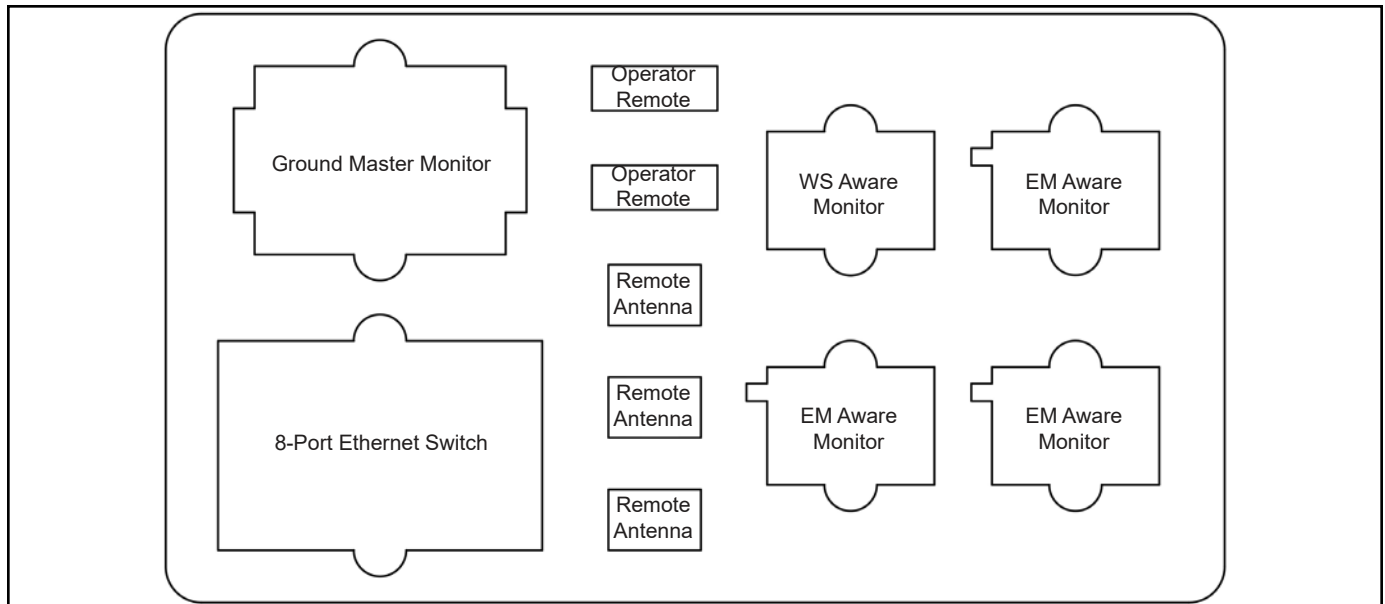 Ground Master Monitor
8-Port Ethernet Switch
Operator
Remote
Operator
Remote
Remote
Antenna
Remote
Antenna
Remote
Antenna
WS Aware
Monitor
EM Aware
Monitor
EM Aware
Monitor
EM Aware
Monitor